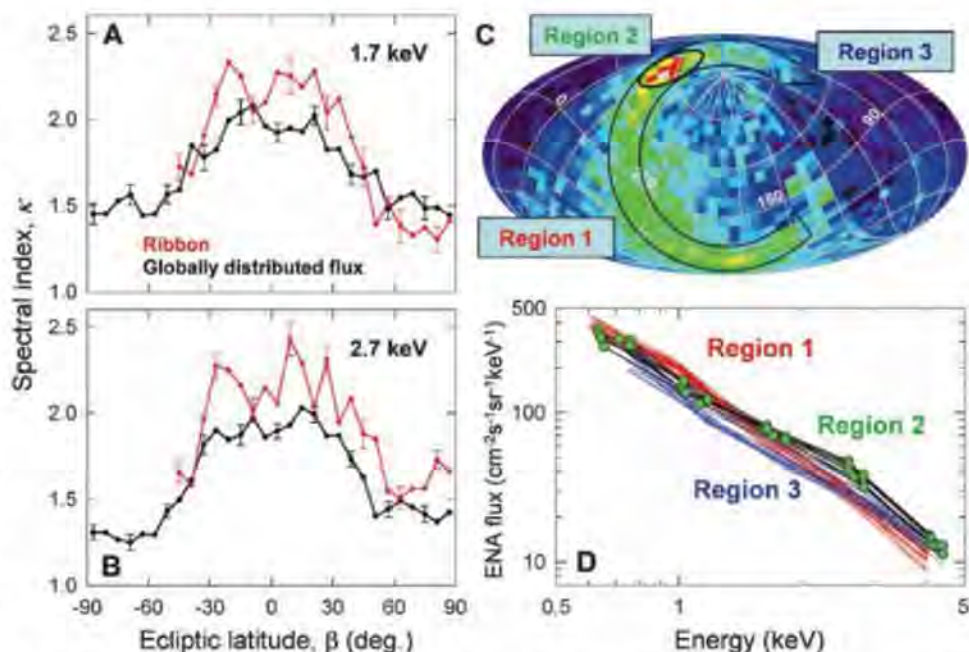 A
1.7 keV
2.5
2.0
1.5
1.0
Ribbon
Globally distributed flux
Spectral index, κ
2.7 keV
2.5
2.0
1.5
1.0
B
-90 -60 -30 0 30 60 90
Ecliptic latitude, β (deg.)
C
Region 2
Region 3
0
90
180
Region 1
500
100
10
ENA flux (cm⁻²s⁻¹sr⁻¹keV⁻¹)
Region 1
Region 2
Region 3
D
0.5 1 5
Energy (keV)